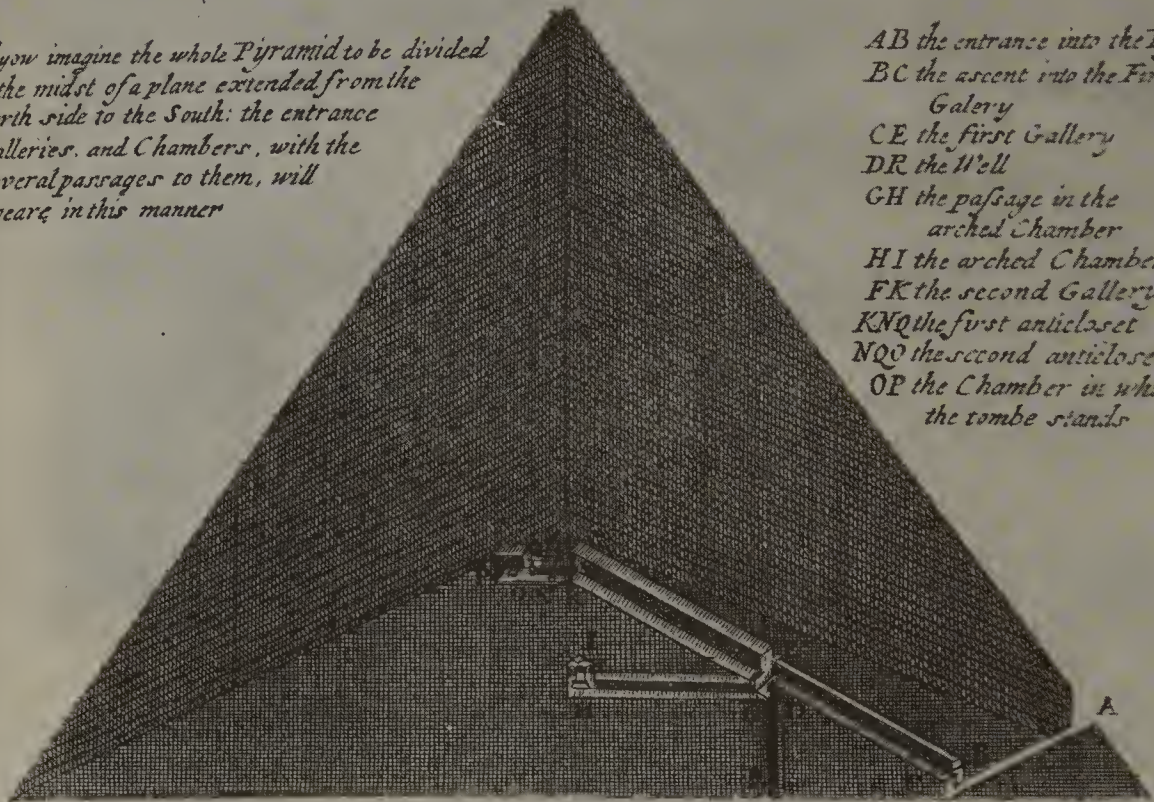 yow imagine the whole Pyramid to be divided
the midst of a plane extended from the
rth side to the South: the entrance
alleries, and Chambers, with the
veral passages to them, will
peare in this manner
AB the entrance into the
BC the ascent into the Fir
Galery
CE the first Gallery
DR the Well
GH the paſsage in the
arched Chamber
HI the arched Chambe
FK the second Gallery
KNQ the first anticloset
NQO the second anticlose
OP the Chamber in wh
the tombe stands
A
H